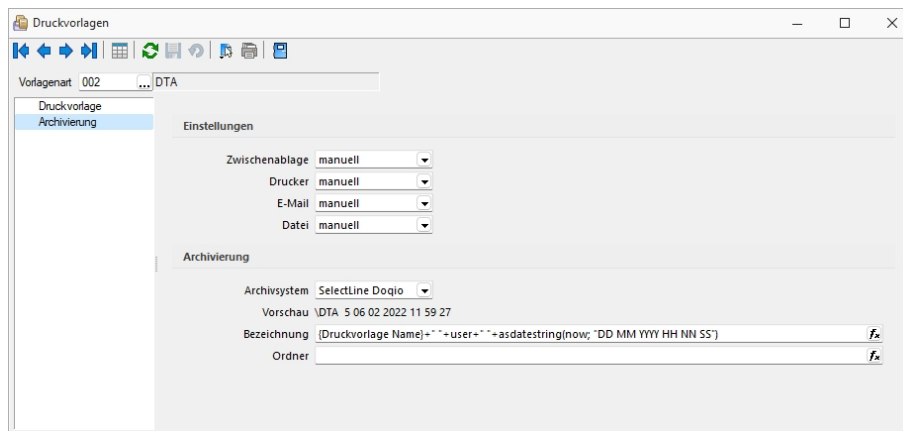 Druckvorlagen
Vorlagenart 002 ... DTA
Druckvorlage
Archivierung
Einstellungen
Zwischenablage manuell
Drucker manuell
E-Mail manuell
Datei manuell
Archivierung
Archivsystem SelectLine Doqio
Vorschau \DTA 5 06 02 2022 11 59 27
Bezeichnung {Druckvorlage Name}+" "+user+" "+asdatestring(now; "DD MM YYYY HH NN SS") fx
Ordner fx